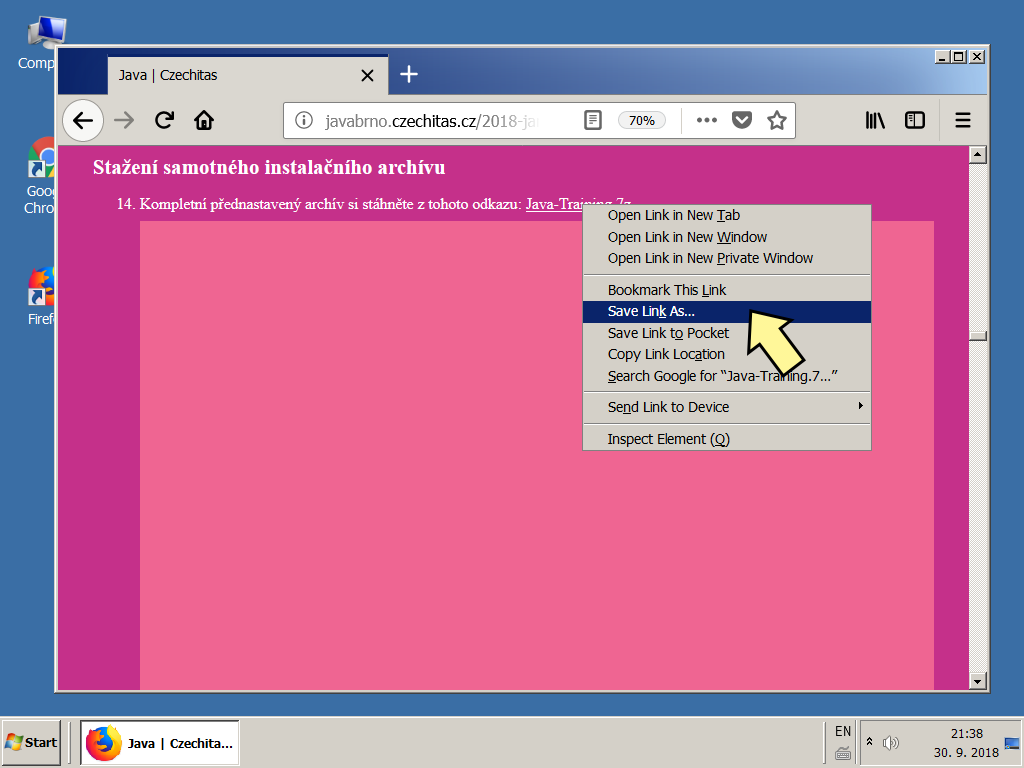 Comp
Java | Czechitas
javabrno.czechitas.cz/2018-ja
70%
Goo
Chro
Firef
Stažení samotného instalačního archívu
14. Kompletní přednastavený archív si stáhněte z tohoto odkazu: Java-Training.7z
Open Link in New Tab
Open Link in New Window
Open Link in New Private Window
Bookmark This Link
Save Link As...
Save Link to Pocket
Copy Link Location
Search Google for “Java-Training.7...”
Send Link to Device
Inspect Element (Q)
Start
Java | Czechita...
EN
21:38
30. 9. 2018